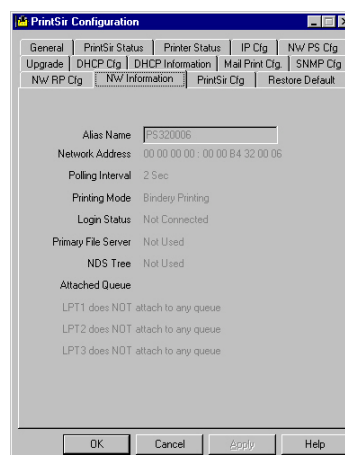 PrintSir Configuration
General PrintSir Status Printer Status IP Cfg NW PS Cfg
Upgrade DHCP Cfg DHCP Information Mail Print Cfg. SNMP Cfg
NW RP Cfg NW Information PrintSir Cfg Restore Default
Alias Name PS320006
Network Address 00 00 00 00 : 00 00 B4 32 00 06
Polling Interval 2 Sec
Printing Mode Bindery Printing
Login Status Not Connected
Primary File Server Not Used
NDS Tree Not Used
Attached Queue
LPT1 does NOT attach to any queue
LPT2 does NOT attach to any queue
LPT3 does NOT attach to any queue
OK Cancel Apply Help